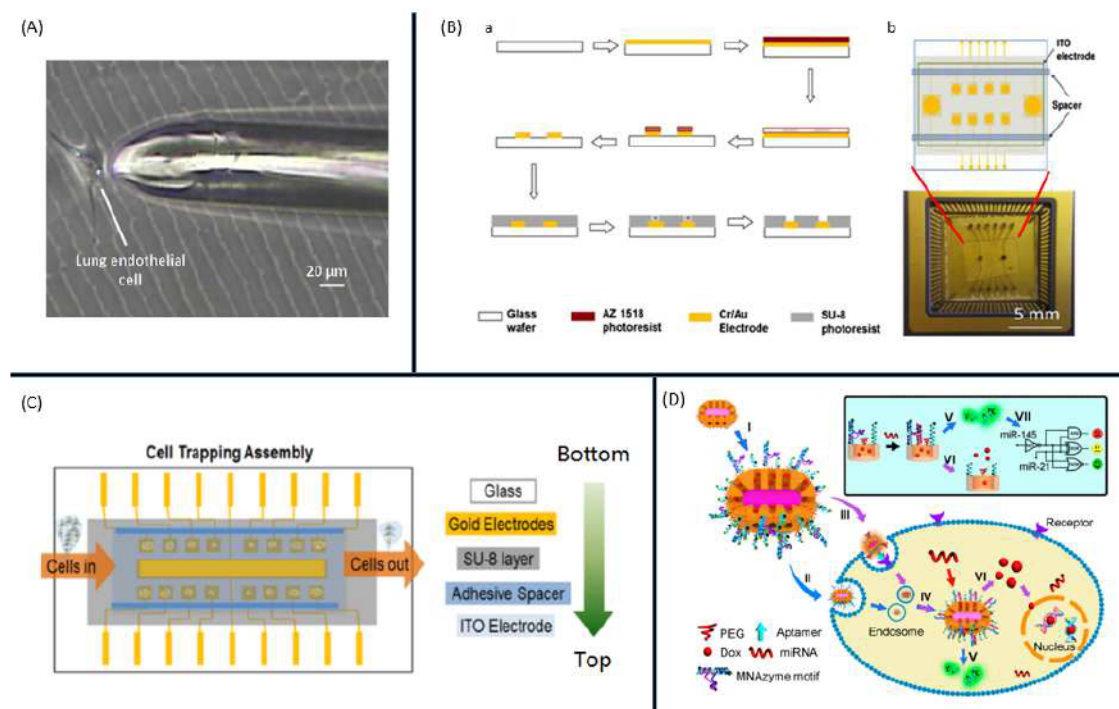 (A)
Lung endothelial
cell
20 µm
(B)
a
b
ITO
electrode
Spacer
5 mm
Glass
wafer
AZ 1518
photoresist
Cr/Au
Electrode
SU-8
photoresist
(C)
Cell Trapping Assembly
Cells in
Cells out
Bottom
Glass
Gold Electrodes
SU-8 layer
Adhesive Spacer
ITO Electrode
Top
(D)
I
II
III
IV
V
VI
V
VI
VII
miR-145
miR-21
Receptor
Endosome
Nucleus
PEG
Aptamer
Dox
miRNA
MNAzyme motif